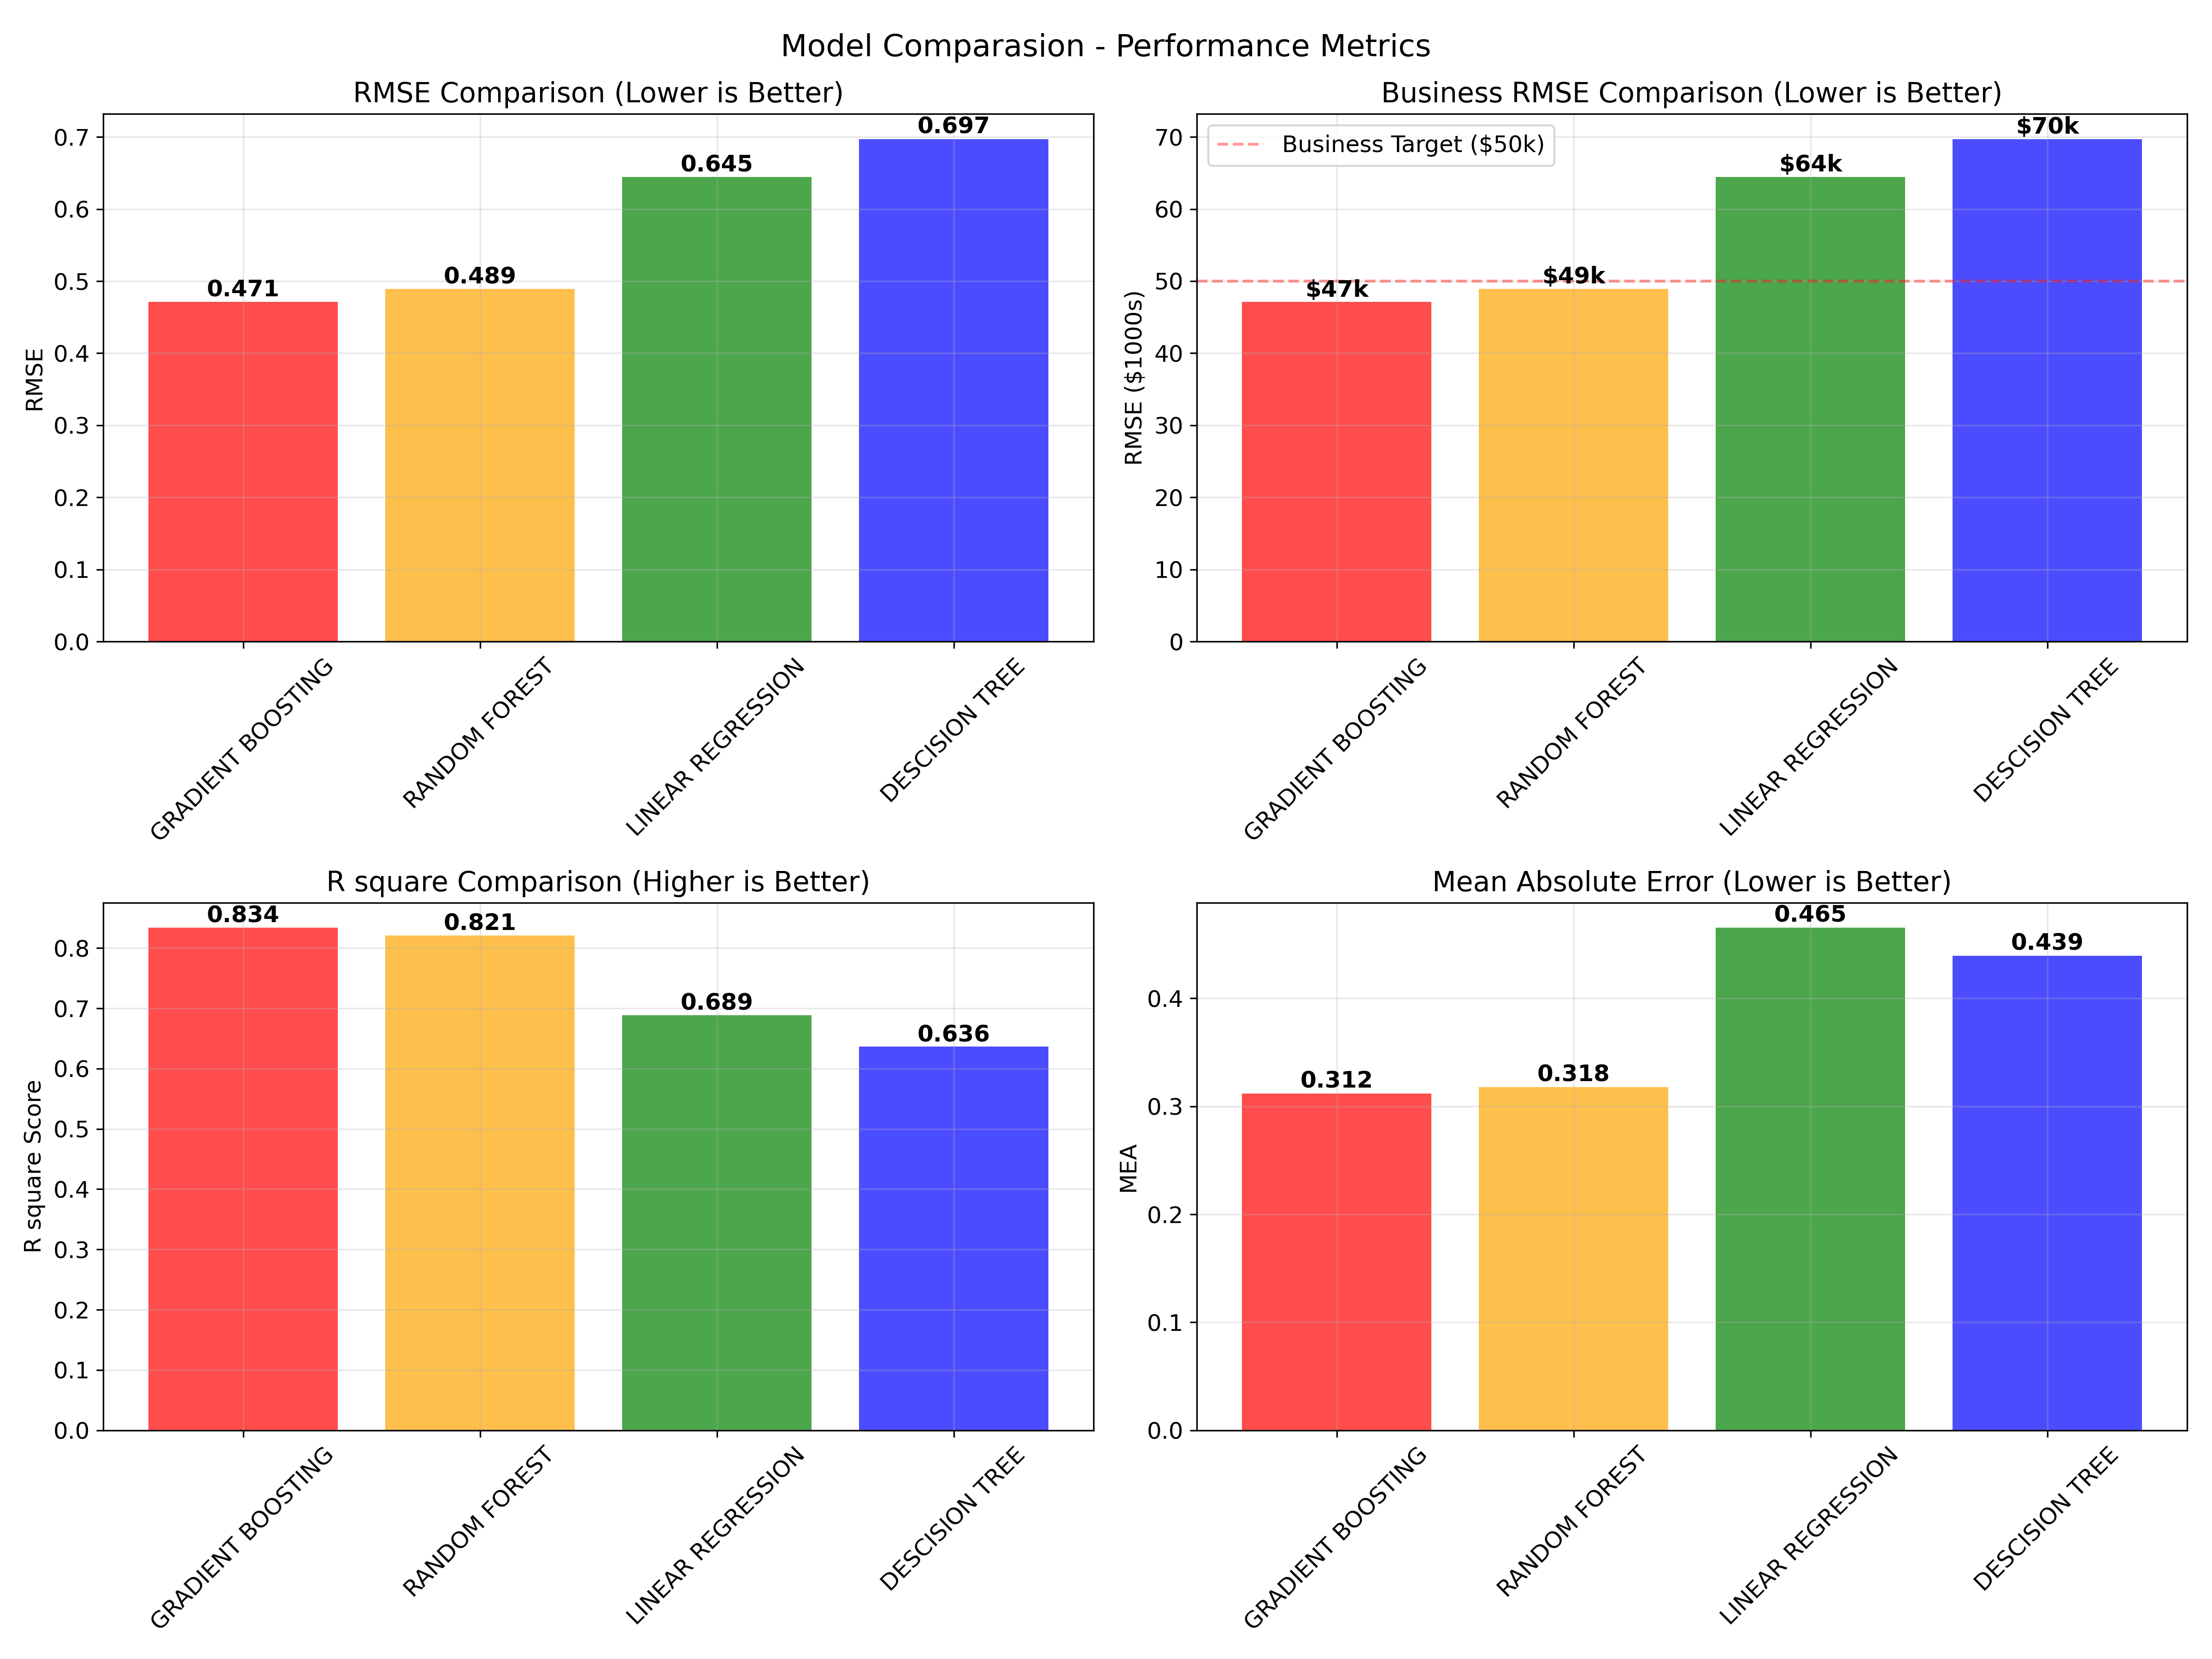 Model Comparasion - Performance Metrics
RMSE Comparison (Lower is Better)
0.7
0.6
0.5
0.4
0.3
0.2
0.1
0.0
RMSE
0.471
0.489
0.645
0.697
GRADIENT BOOSTING
RANDOM FOREST
LINEAR REGRESSION
DESCISION TREE
Business RMSE Comparison (Lower is Better)
Business Target ($50k)
70
60
50
40
30
20
10
0
RMSE ($1000s)
$47k
$49k
$64k
$70k
GRADIENT BOOSTING
RANDOM FOREST
LINEAR REGRESSION
DESCISION TREE
R square Comparison (Higher is Better)
0.8
0.7
0.6
0.5
0.4
0.3
0.2
0.1
0.0
R square Score
0.834
0.821
0.689
0.636
GRADIENT BOOSTING
RANDOM FOREST
LINEAR REGRESSION
DESCISION TREE
Mean Absolute Error (Lower is Better)
0.4
0.3
0.2
0.1
0.0
MEA
0.312
0.318
0.465
0.439
GRADIENT BOOSTING
RANDOM FOREST
LINEAR REGRESSION
DESCISION TREE